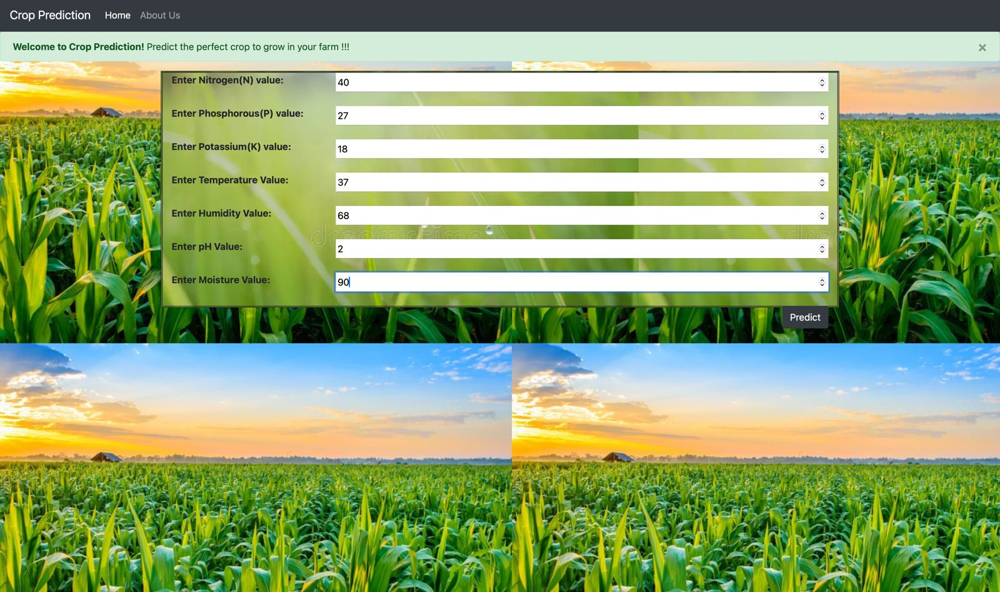 Crop Prediction Home About Us
Welcome to Crop Prediction! Predict the perfect crop to grow in your farm !!! ×
Enter Nitrogen(N) value: 40
Enter Phosphorous(P) value: 27
Enter Potassium(K) value: 18
Enter Temperature Value: 37
Enter Humidity Value: 68
dreamstime
Enter pH Value: 2
Enter Moisture Value: 90
Predict